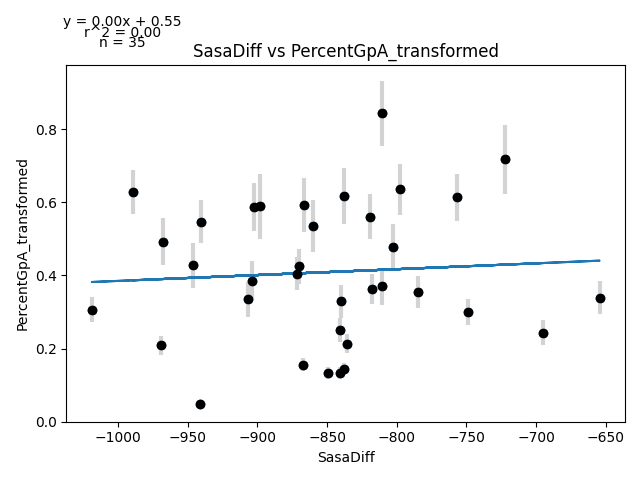 y = 0.00x + 0.55
r^2 = 0.00
n = 35
SasaDiff vs PercentGpA_transformed
PercentGpA_transformed
0.8
0.6
0.4
0.2
0.0
−1000 −950 −900 −850 −800 −750 −700 −650
SasaDiff